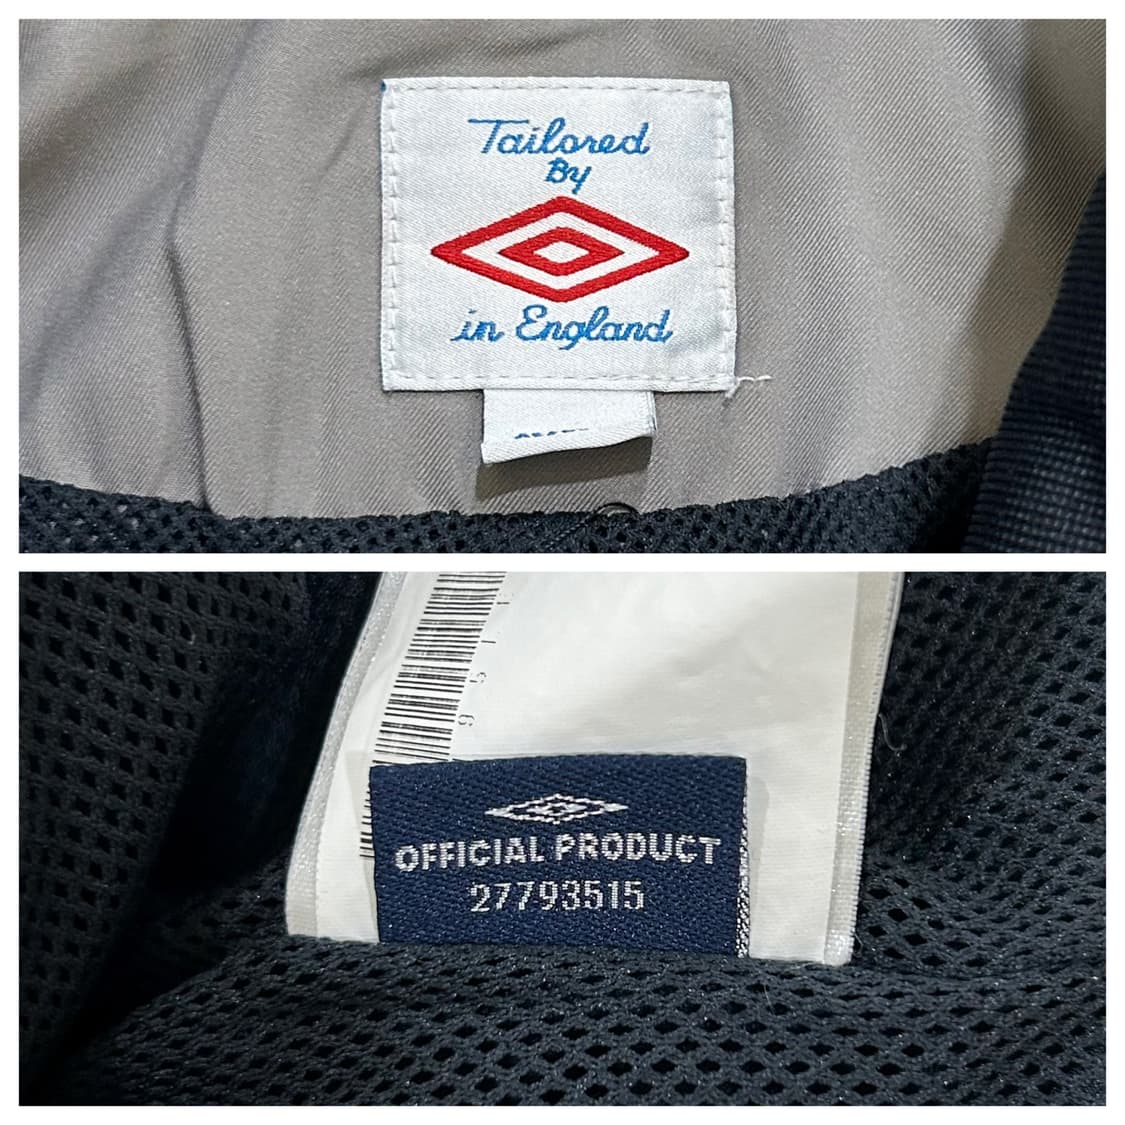 Tailored
By
in England
OFFICIAL PRODUCT
27793515